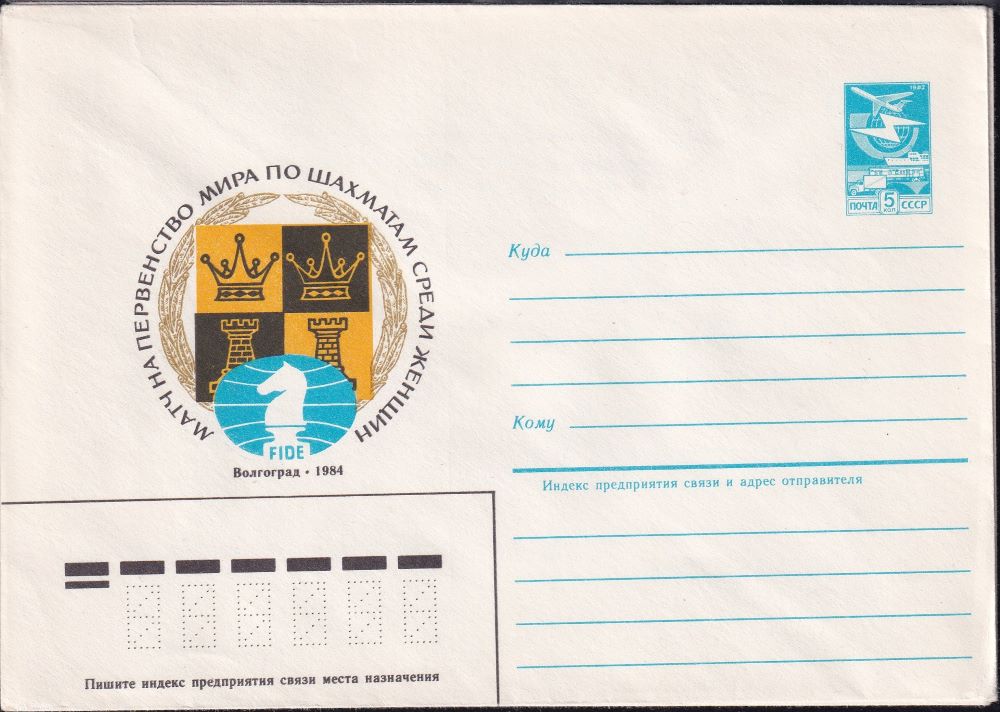 1982
ПОЧТА 5 КОП СССР
МАТЧ НА ПЕРВЕНСТВО МИРА ПО ШАХМАТАМ СРЕДИ ЖЕНЩИН
FIDE
Волгоград • 1984
Куда
Кому
Индекс предприятия связи и адрес отправителя
Пишите индекс предприятия связи места назначения